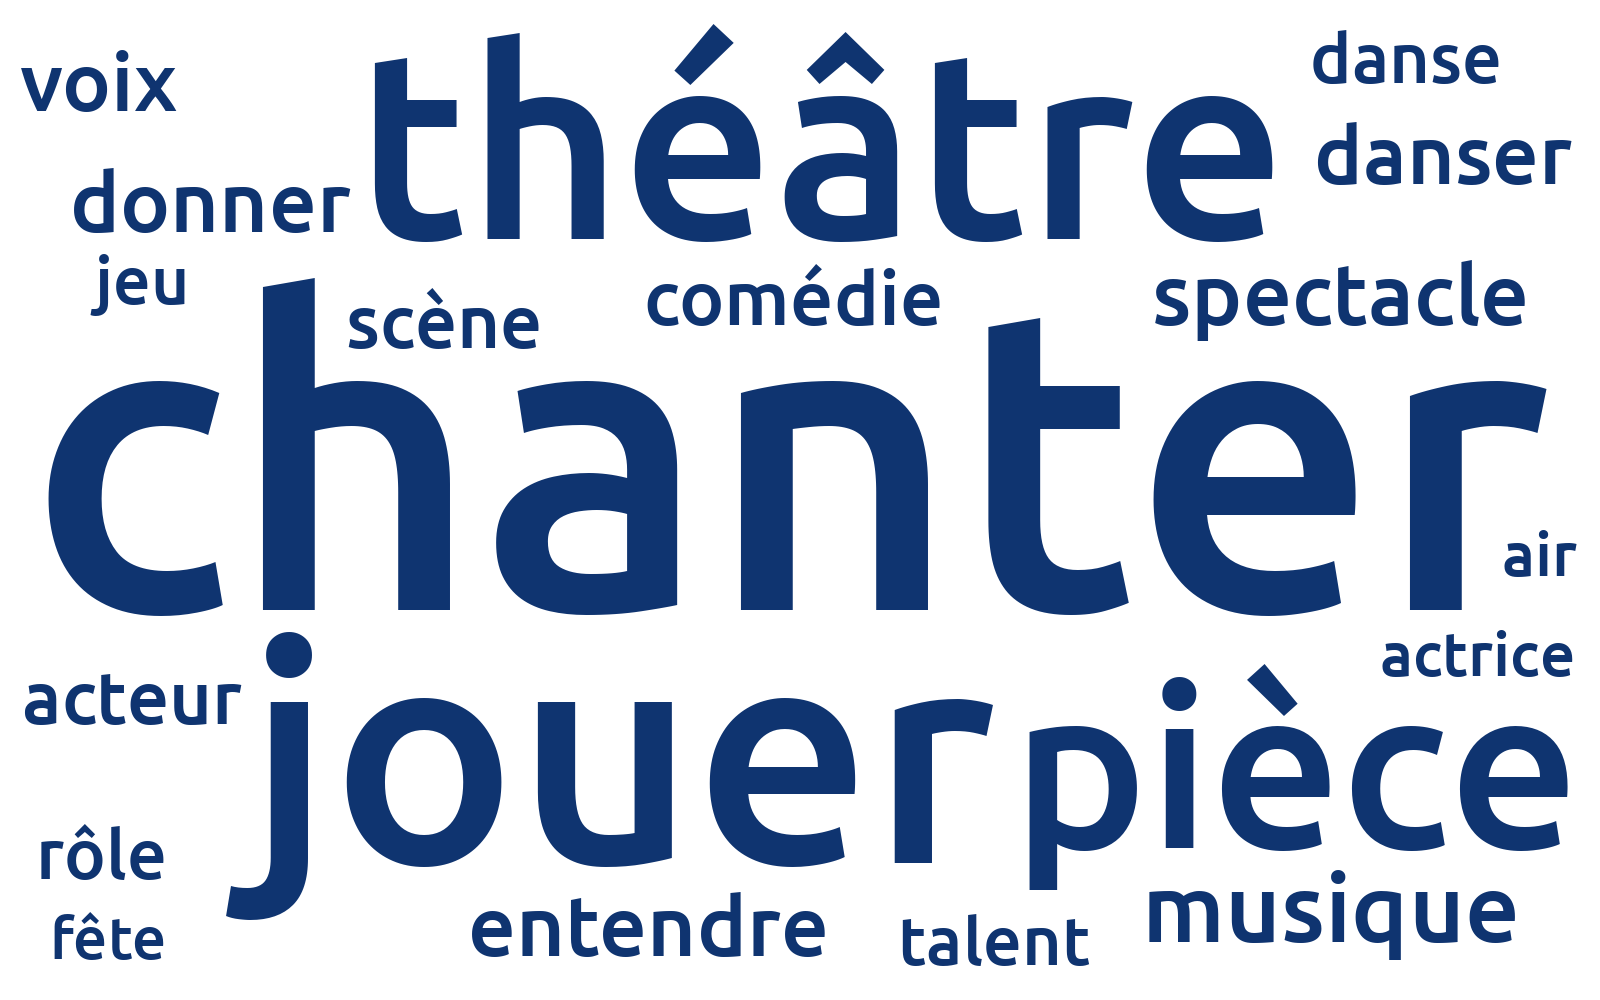 voix
théâtre
danse
danser
donner
jeu
scène
comédie
spectacle
chanter
air
acteur
jouer
actrice
pièce
rôle
fête
entendre
talent
musique